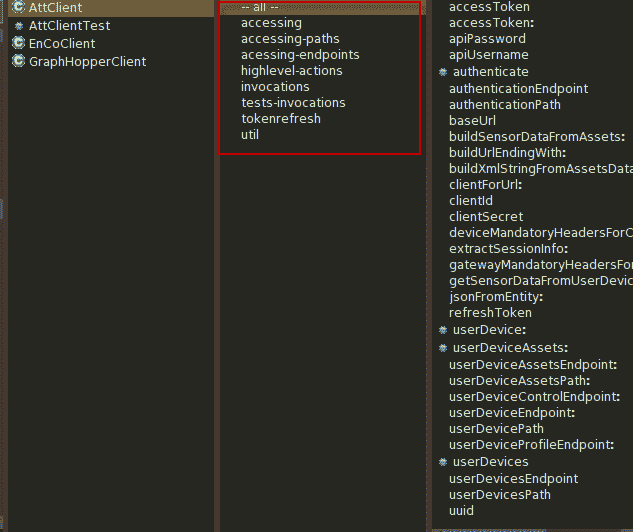 AttClient
AttClientTest
EnCoClient
GraphHopperClient
-- all --
accessing
accessing-paths
acessing-endpoints
highlevel-actions
invocations
tests-invocations
tokenrefresh
util
accessToken
accessToken:
apiPassword
apiUsername
authenticate
authenticationEndpoint
authenticationPath
baseUrl
buildSensorDataFromAssets:
buildUrlEndingWith:
buildXmlStringFromAssetsData
clientForUrl:
clientId
clientSecret
deviceMandatoryHeadersForC
extractSessionInfo:
gatewayMandatoryHeadersFor
getSensorDataFromUserDevic
jsonFromEntity:
refreshToken
userDevice:
userDeviceAssets:
userDeviceAssetsEndpoint:
userDeviceAssetsPath:
userDeviceControlEndpoint:
userDeviceEndpoint:
userDevicePath
userDeviceProfileEndpoint:
userDevices
userDevicesEndpoint
userDevicesPath
uuid